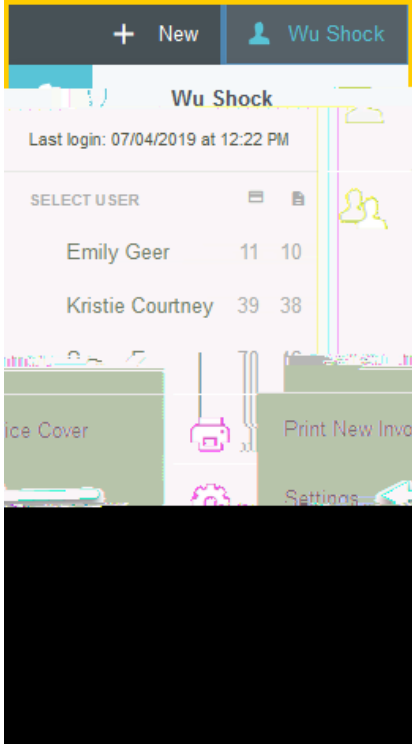 + New Wu Shock
Wu Shock
Last login: 07/04/2019 at 12:22 PM
SELECT USER
Emily Geer 11 10
Kristie Courtney 39 38
ice Cover Print New Invo
Settings